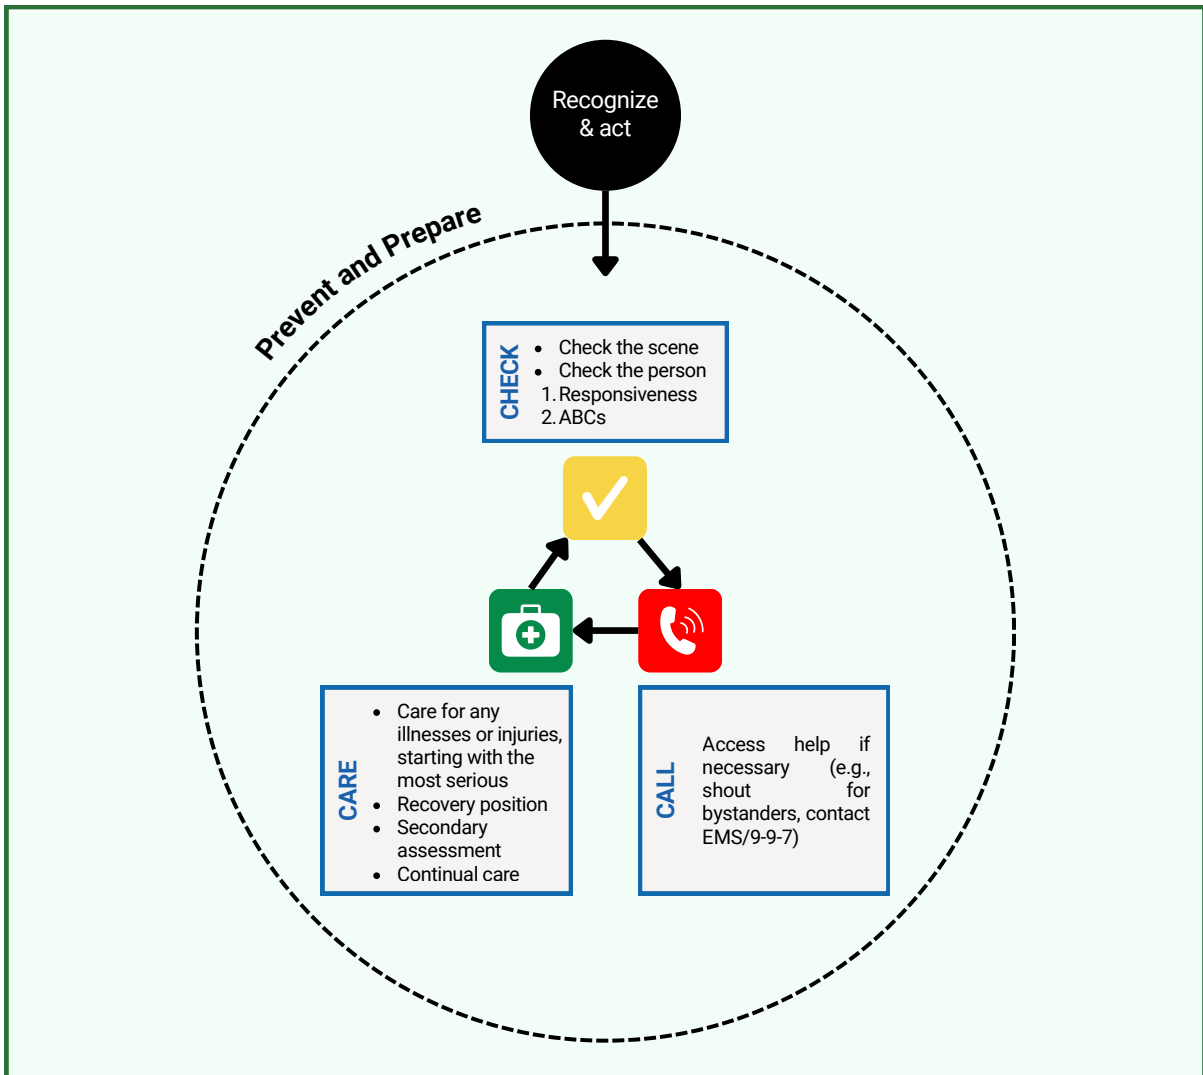 Recognize
& act
Prevent and Prepare
CHECK
• Check the scene
• Check the person
1. Responsiveness
2. ABCs
CARE
• Care for any
illnesses or injuries,
starting with the
most serious
• Recovery position
• Secondary
assessment
• Continual care
CALL
Access help if
necessary (e.g.,
shout for
bystanders, contact
EMS/9-9-7)